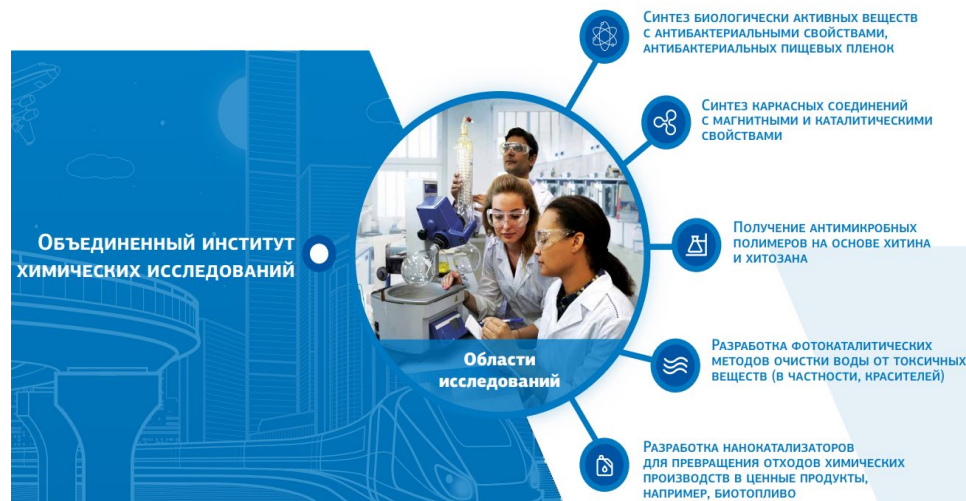 Объединенный институт
химических исследований
Области
исследований
Синтез биологически активных веществ
с антибактериальными свойствами,
антибактериальных пищевых пленок
Синтез каркасных соединений
с магнитными и каталитическими
свойствами
Получение антимикробных
полимеров на основе хитина
и хитозана
Разработка фотокаталитических
методов очистки воды от токсичных
веществ (в частности, красителей)
Разработка нанокатализаторов
для превращения отходов химических
производств в ценные продукты,
например, биотопливо